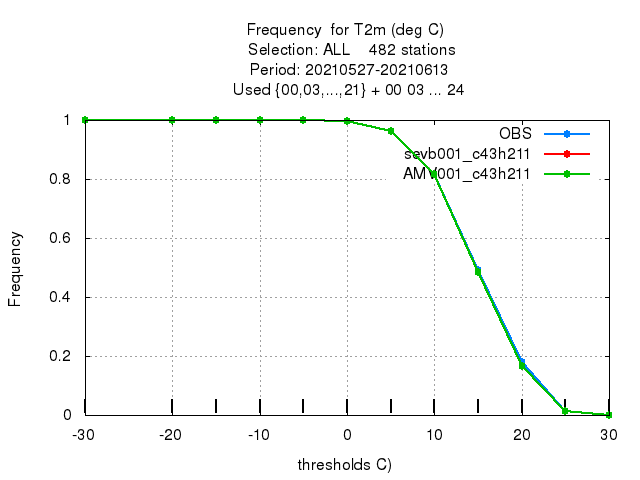 Frequency for T2m (deg C)
Selection: ALL 482 stations
Period: 20210527-20210613
Used {00,03,...,21} + 00 03 ... 24
1
0.8
0.6
0.4
0.2
0
Frequency
OBS
sevb001_c43h211
AMV001_c43h211
-30 -20 -10 0 10 20 30
thresholds C)